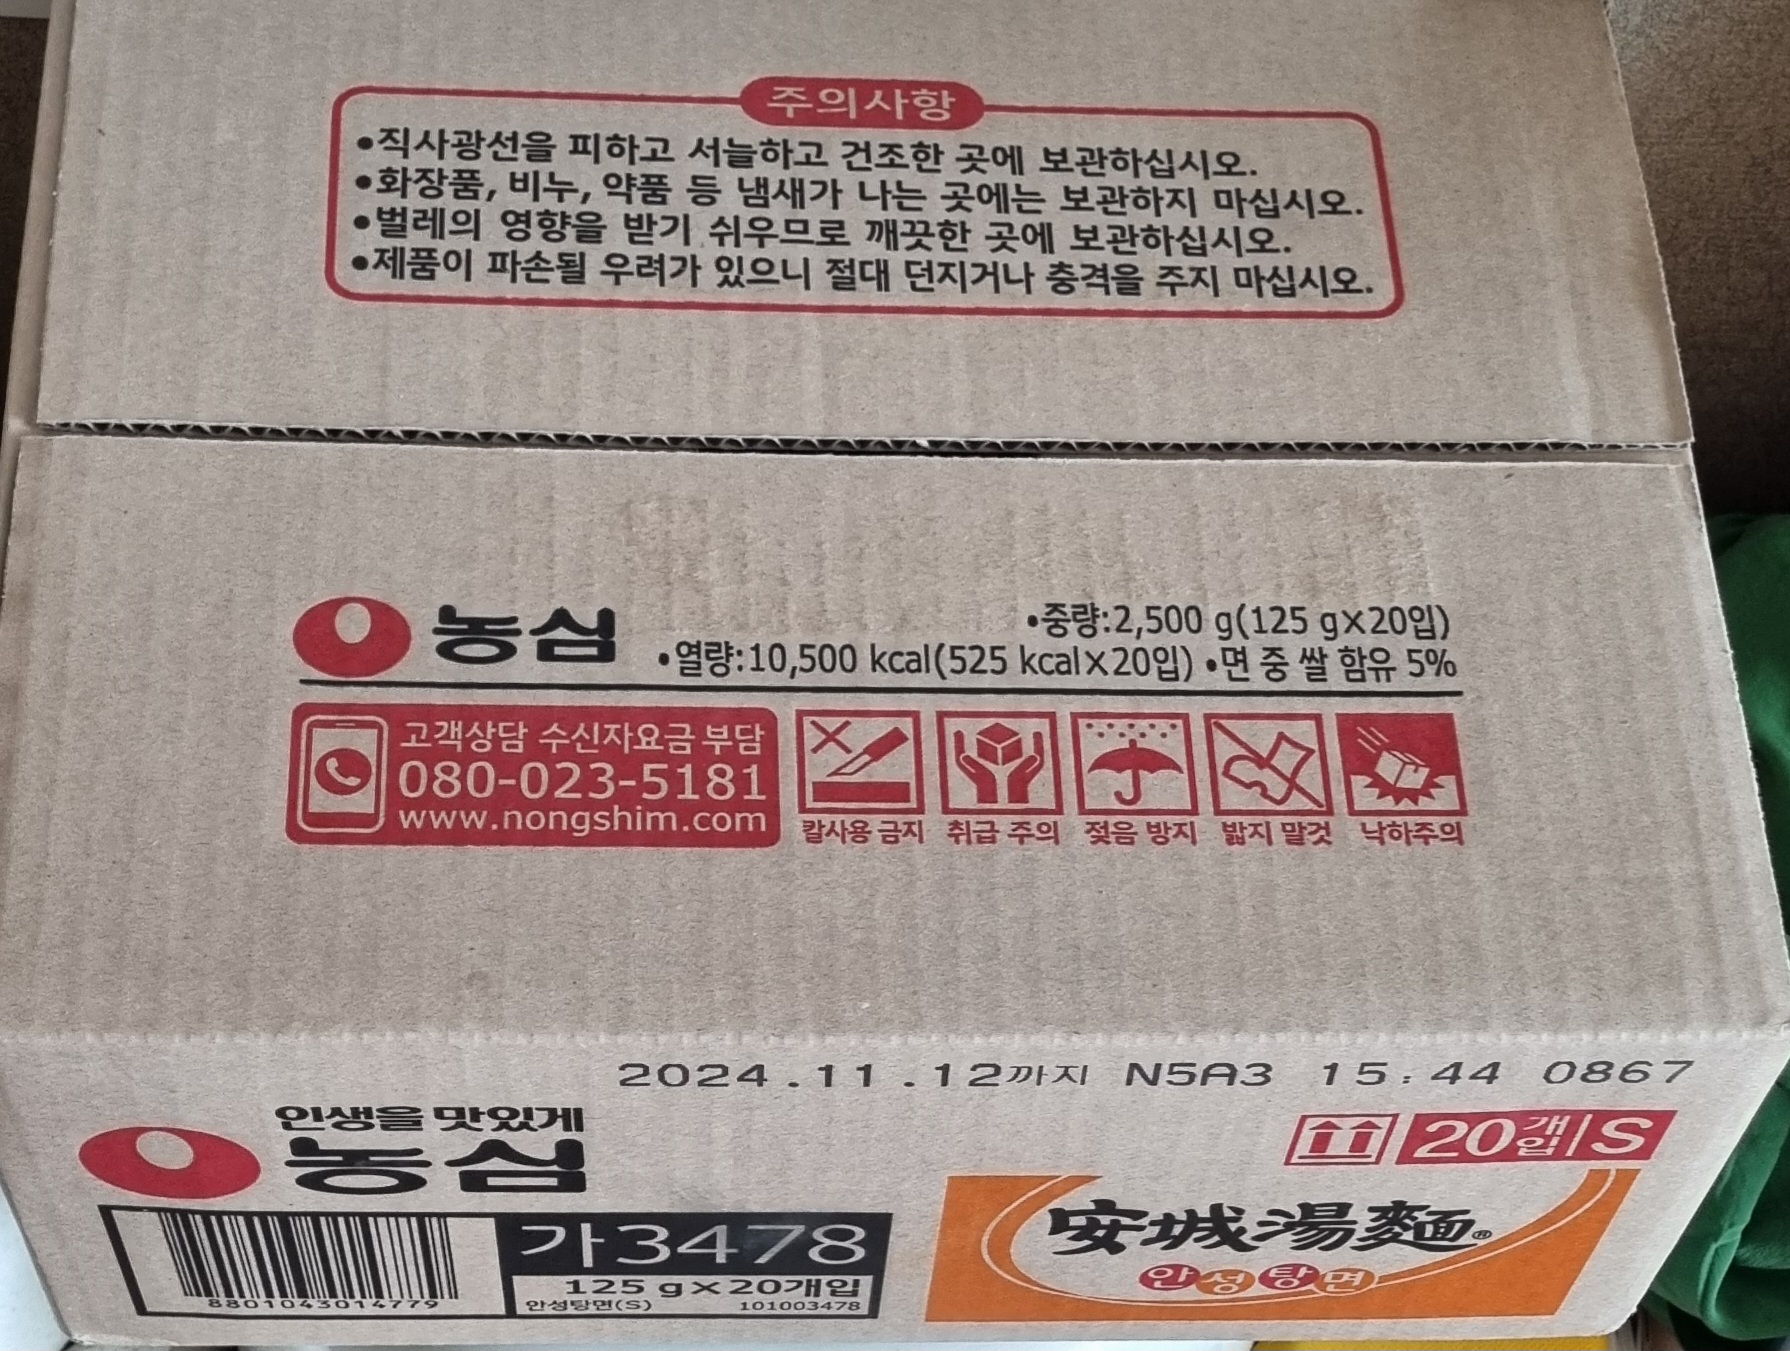 주의사항
•직사광선을 피하고 서늘하고 건조한 곳에 보관하십시오.
•화장품, 비누, 약품 등 냄새가 나는 곳에는 보관하지 마십시오.
•벌레의 영향을 받기 쉬우므로 깨끗한 곳에 보관하십시오.
•제품이 파손될 우려가 있으니 절대 던지거나 충격을 주지 마십시오.
농심
•중량:2,500 g(125 g×20입)
•열량:10,500 kcal(525 kcal×20입) •면 중 쌀 함유 5%
고객상담 수신자요금 부담
080-023-5181
www.nongshim.com
칼사용 금지 취급 주의 젖음 방지 밟지 말것 낙하주의
2024.11.12까지 N5A3 15:44 0867
인생을 맛있게
농심
20개입 S
가3478
125 g×20개입
안성탕면(S) 101003478
8801043014779
安城湯麵®
안성탕면